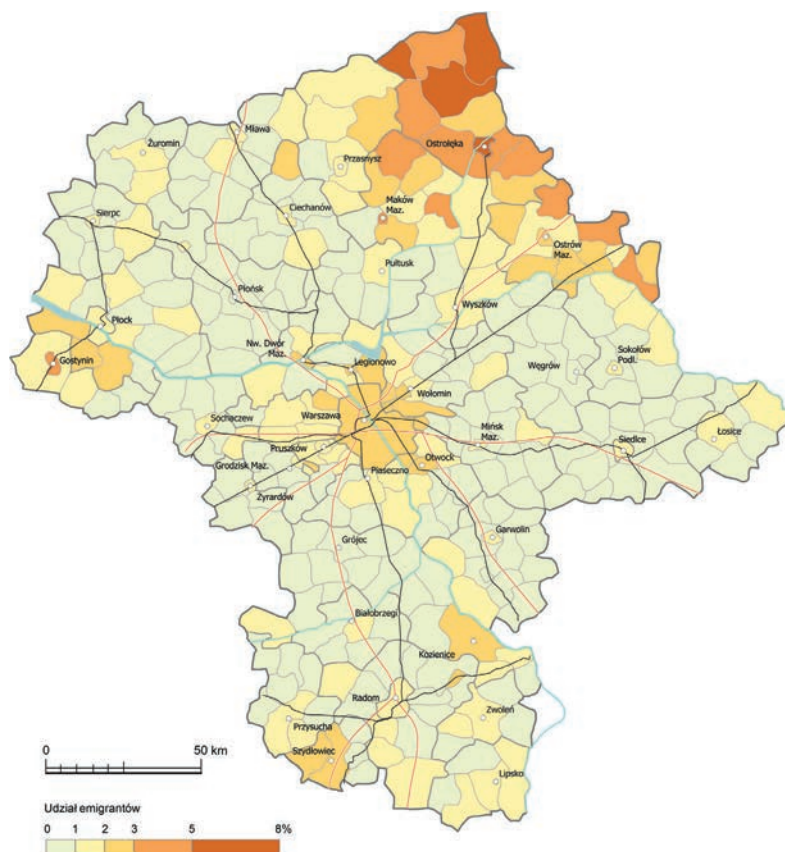 Ostrołęka
Mława
Żuromin
Przasnysz
Maków
Maz.
Ciechanów
Sierpc
Ostrów
Maz.
Pułtusk
Płońsk
Wyszków
Płock
Nw. Dwór
Maz.
Legionowo
Sokołów
Podl.
Węgrów
Gostynin
Wołomin
Sochaczew
Warszawa
Mińsk
Maz.
Siedlce
Łosice
Pruszków
Grodzisk Maz.
Otwock
Piaseczno
Żyrardów
Garwolin
Grójec
Białobrzegi
Kozienice
Radom
Zwoleń
Przysucha
Szydłowiec
Lipsko
0 50 km
Udział emigrantów
0 1 2 3 5 8%